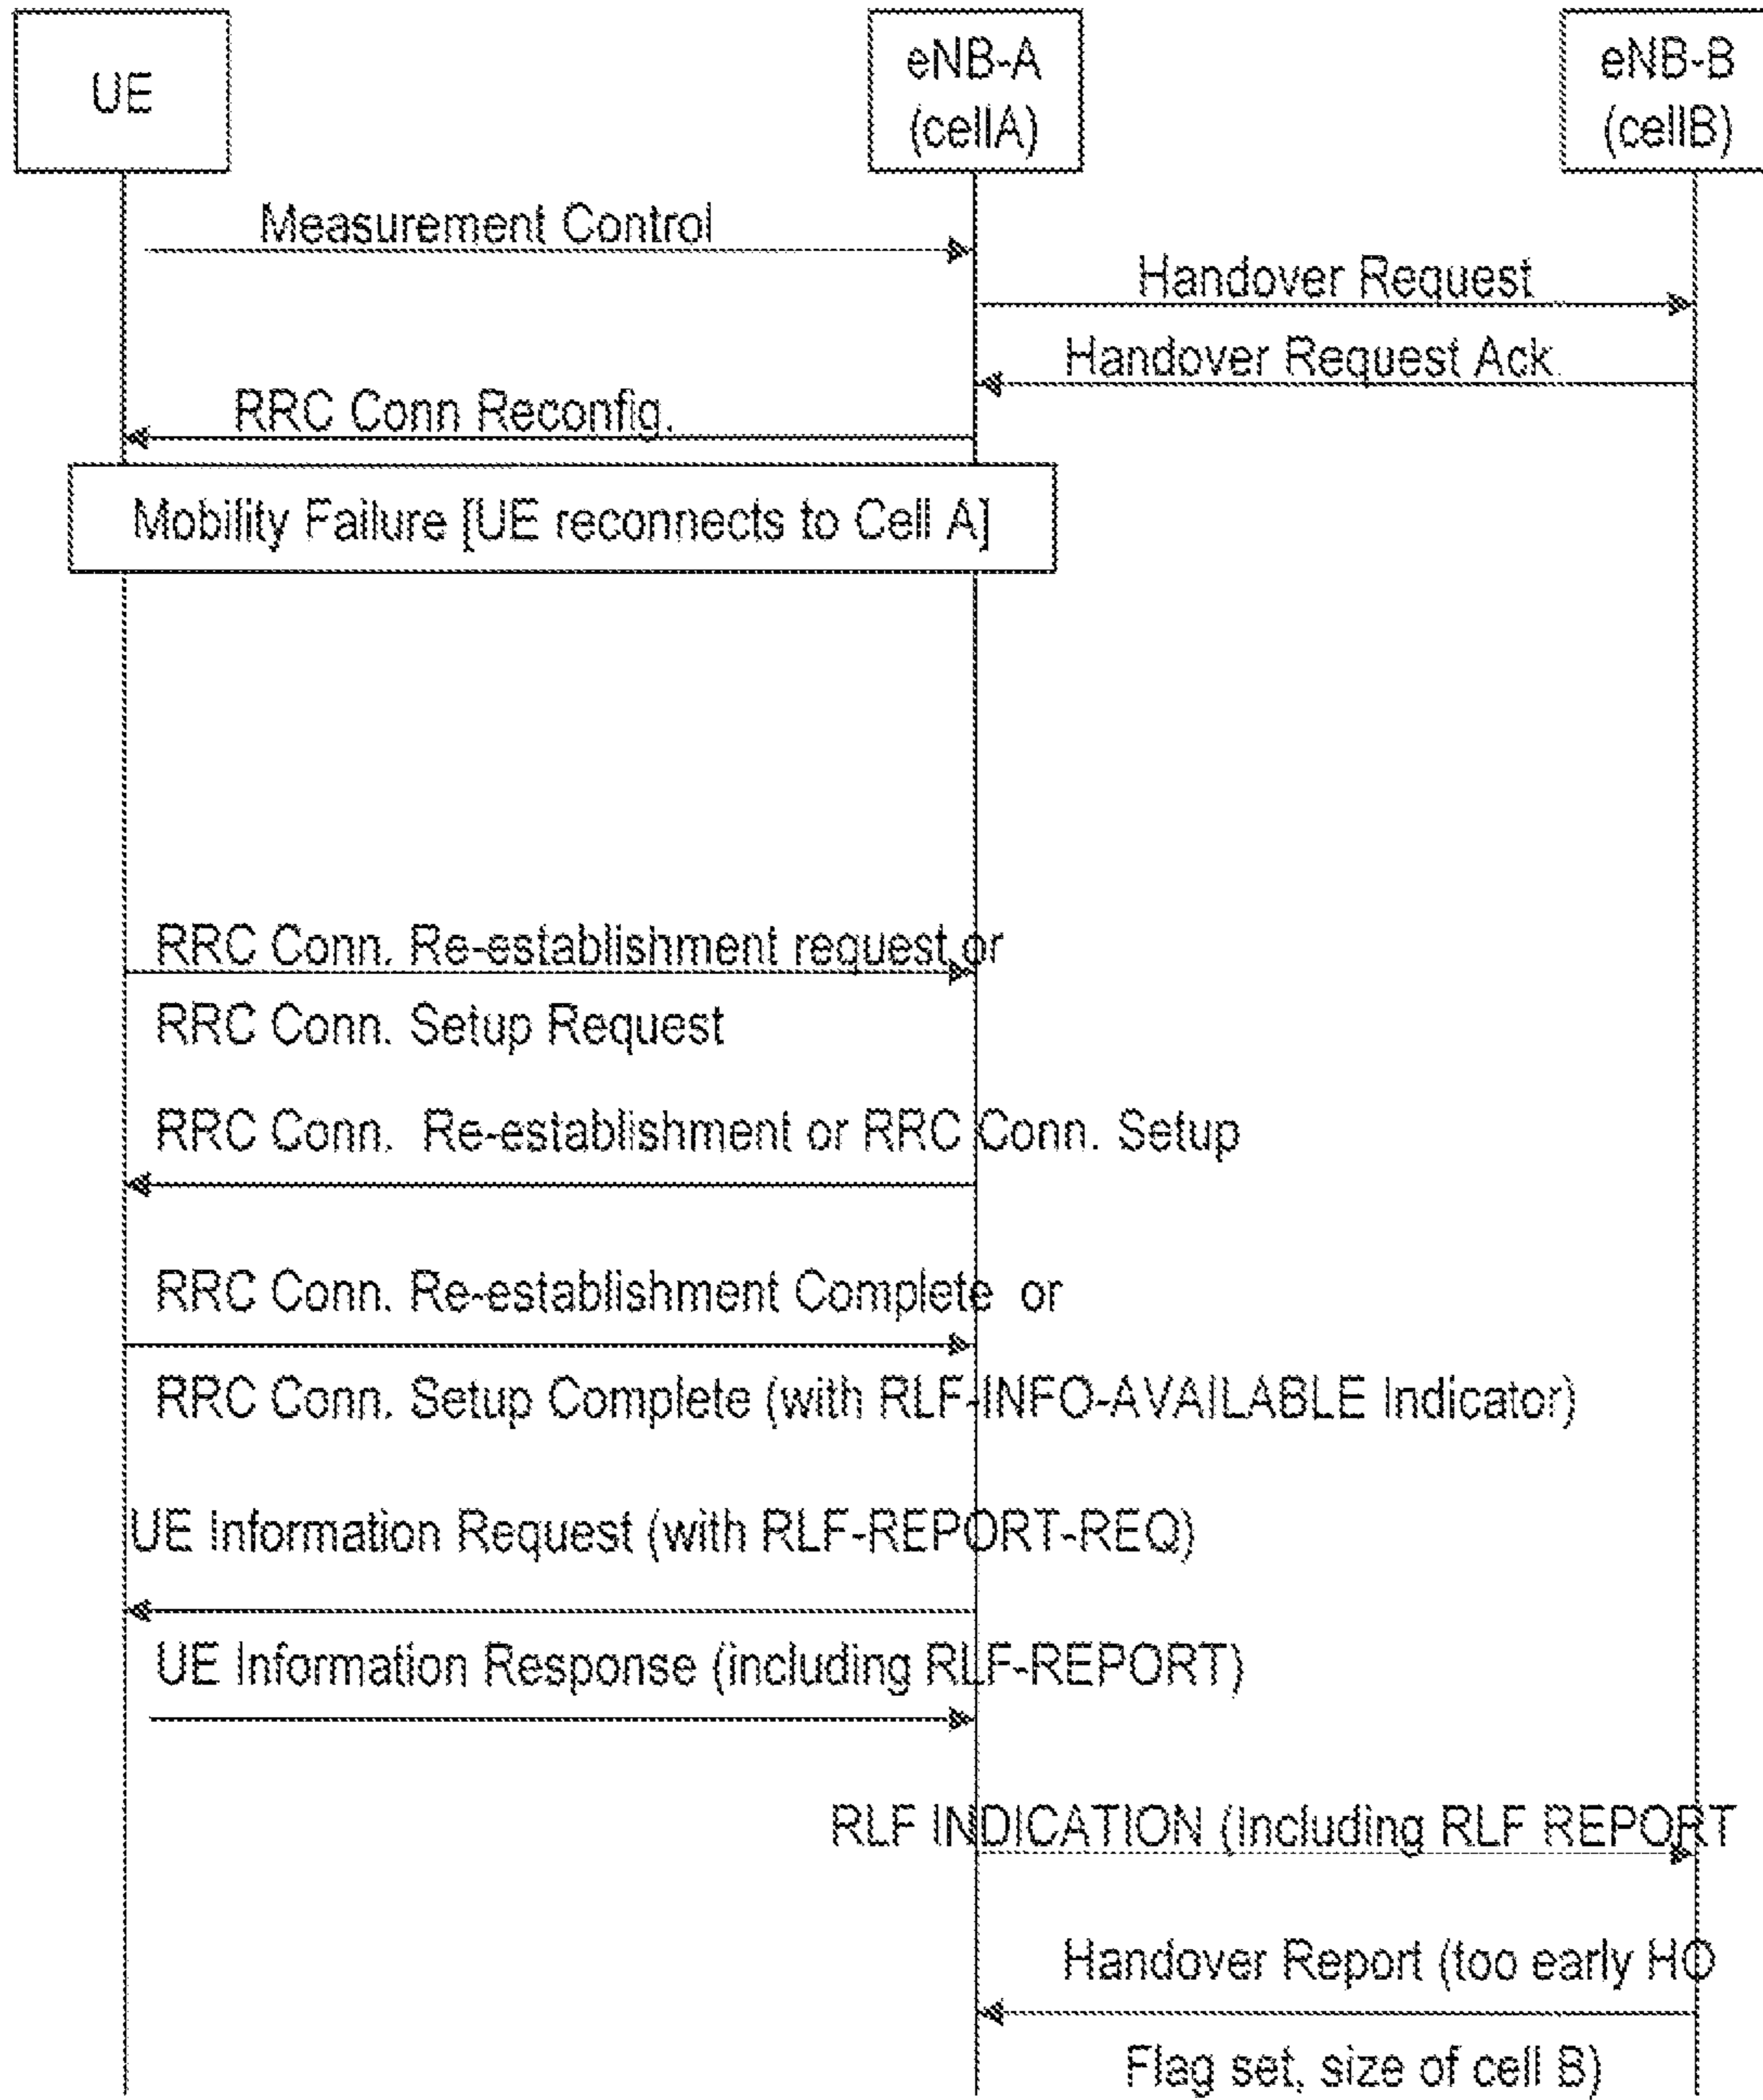 UE
eNB-A
(cellA)
eNB-B
(cellB)
Measurement Control
Handover Request
Handover Request Ack.
RRC Conn Reconfig.
Mobility Failure [UE reconnects to Cell A]
RRC Conn. Re-establishment request or
RRC Conn. Setup Request
RRC Conn. Re-establishment or RRC Conn. Setup
RRC Conn. Re-establishment Complete or
RRC Conn. Setup Complete (with RLF-INFO-AVAILABLE Indicator)
UE Information Request (with RLF-REPORT-REQ)
UE Information Response (including RLF-REPORT)
RLF INDICATION (Including RLF REPORT
Handover Report (too early HO
Flag set, size of cell B)